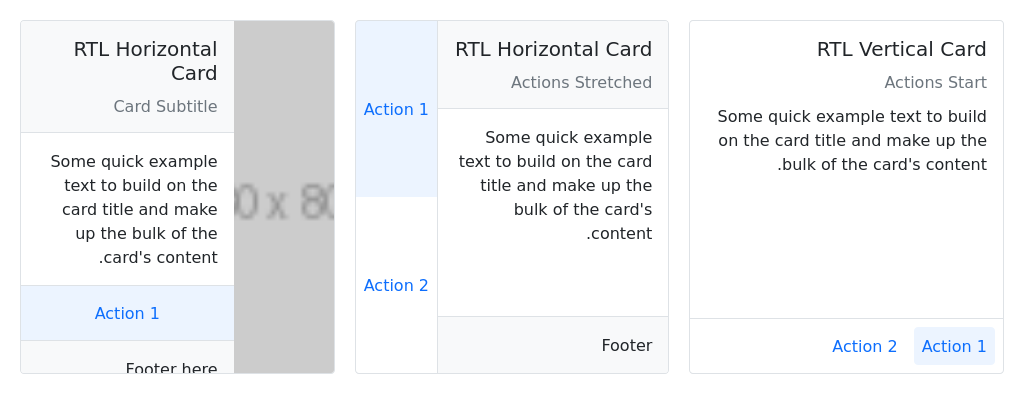 RTL Horizontal
Card
Card Subtitle
Some quick example
text to build on the
card title and make
up the bulk of the
.card's content
Action 1
Footer here
0 x 80
Action 1
Action 2
RTL Horizontal Card
Actions Stretched
Some quick example
text to build on the card
title and make up the
bulk of the card's
.content
Footer
RTL Vertical Card
Actions Start
Some quick example text to build
on the card title and make up the
.bulk of the card's content
Action 2 Action 1